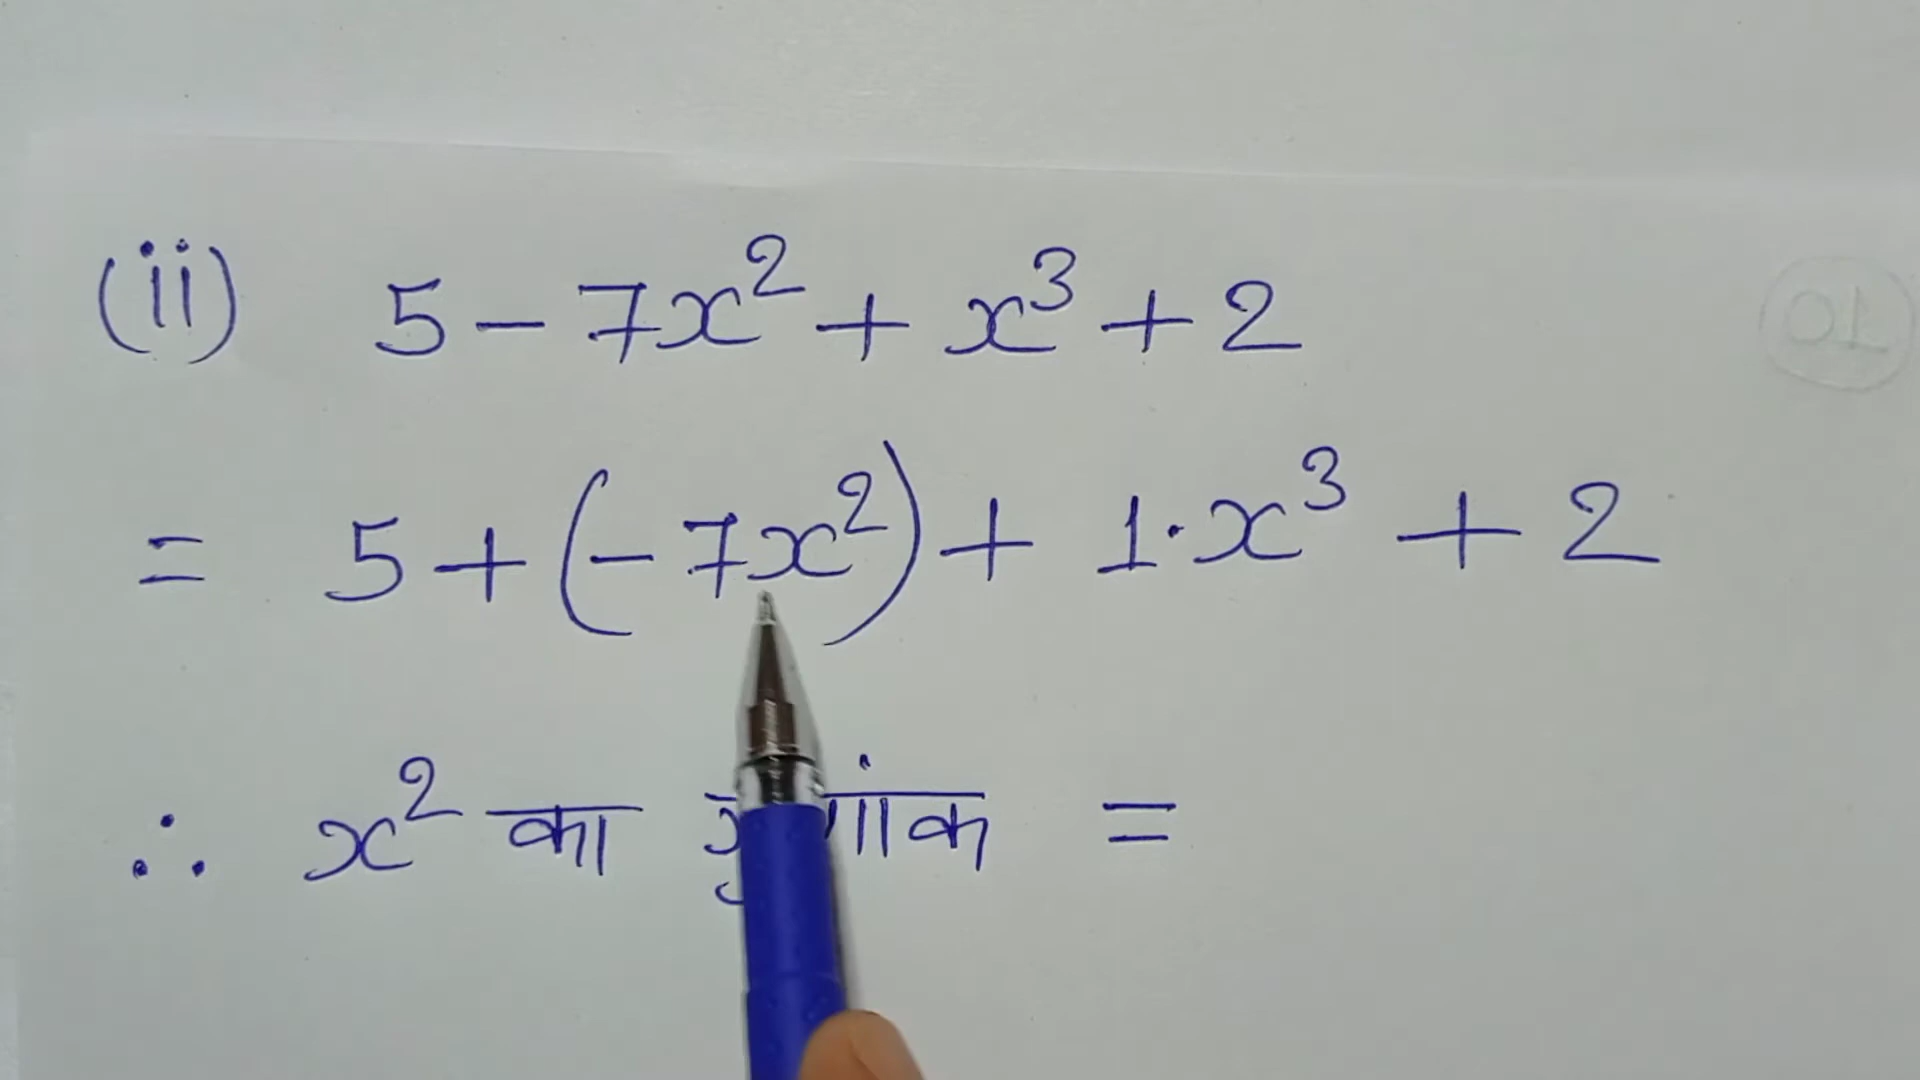 (ii) 5 - 7x² + x³ + 2
= 5 + (- 7x²) + 1·x³ + 2
∴ x² का =